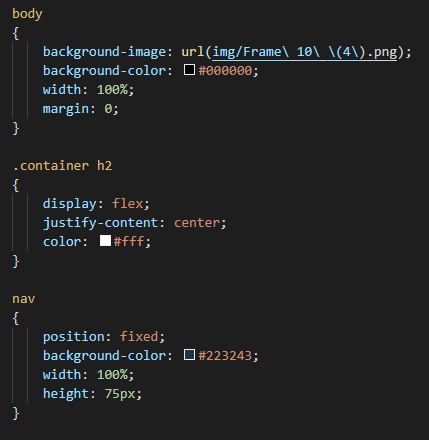 body
{
background-image: url(img/Frame\ 10\ \(4\).png);
background-color: #000000;
width: 100%;
margin: 0;
}
.container h2
{
display: flex;
justify-content: center;
color: #fff;
}
nav
{
position: fixed;
background-color: #223243;
width: 100%;
height: 75px;
}